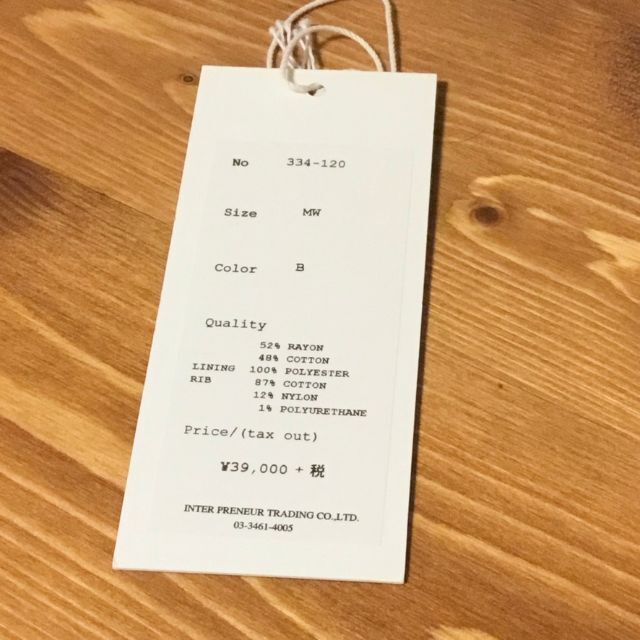 No 334-120
Size MW
Color B
Quality
52% RAYON
48% COTTON
LINING 100% POLYESTER
RIB 87% COTTON
12% NYLON
1% POLYURETHANE
Price/(tax out)
¥39,000 + 税
INTER PRENEUR TRADING CO.,LTD.
03-3461-4005